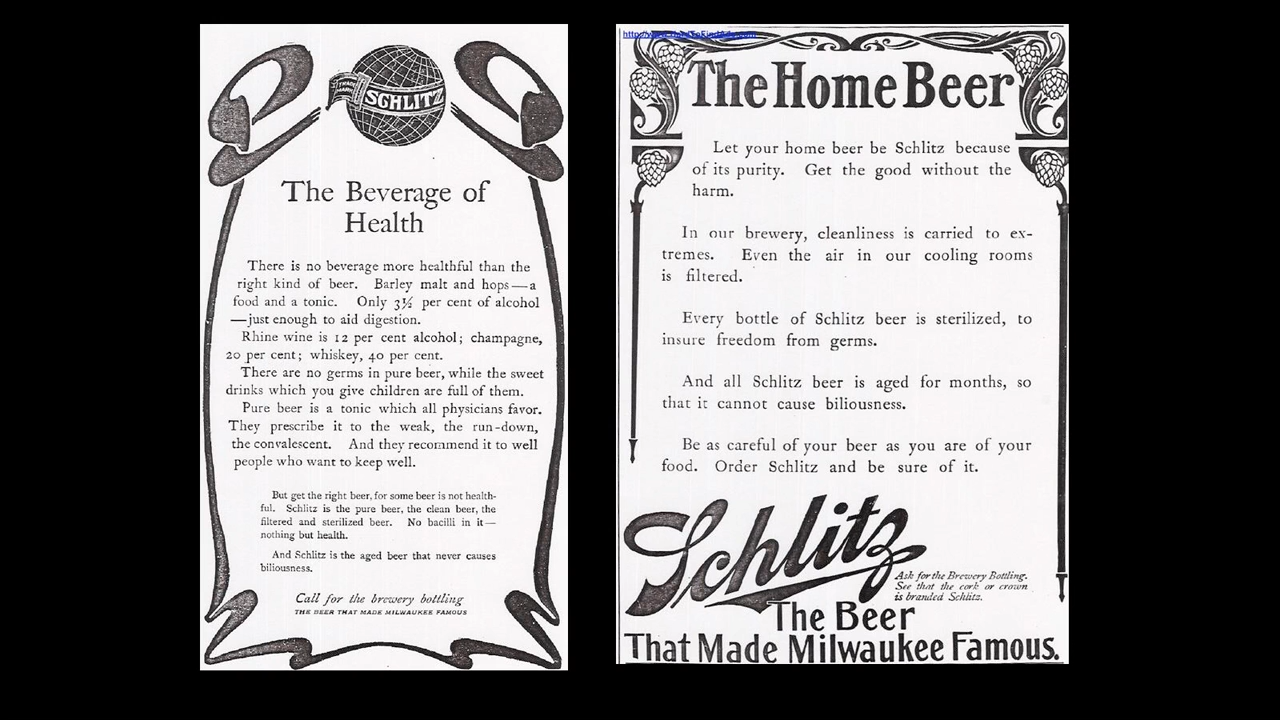 SCHLITZ
The Beverage of
Health
There is no beverage more healthful than the
right kind of beer. Barley malt and hops—a
food and a tonic. Only 3½ per cent of alcohol
—just enough to aid digestion.
Rhine wine is 12 per cent alcohol; champagne,
20 per cent; whiskey, 40 per cent.
There are no germs in pure beer, while the sweet
drinks which you give children are full of them.
Pure beer is a tonic which all physicians favor.
They prescribe it to the weak, the run-down,
the convalescent. And they recommend it to well
people who want to keep well.
But get the right beer, for some beer is not health-
ful. Schlitz is the pure beer, the clean beer, the
filtered and sterilized beer. No bacilli in it—
nothing but health.
And Schlitz is the aged beer that never causes
biliousness.
Call for the brewery bottling
THE BEER THAT MADE MILWAUKEE FAMOUS
The Home Beer
Let your home beer be Schlitz because
of its purity. Get the good without the
harm.
In our brewery, cleanliness is carried to ex-
tremes. Even the air in our cooling rooms
is filtered.
Every bottle of Schlitz beer is sterilized, to
insure freedom from germs.
And all Schlitz beer is aged for months, so
that it cannot cause biliousness.
Be as careful of your beer as you are of your
food. Order Schlitz and be sure of it.
Schlitz
Ask for the Brewery Bottling.
See that the cork or crown
is branded Schlitz.
The Beer
That Made Milwaukee Famous.